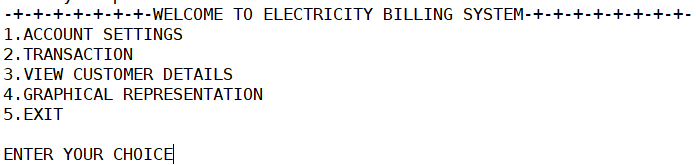 -+-+-+-+-+-+-+-WELCOME TO ELECTRICITY BILLING SYSTEM-+-+-+-+-+-+-+-+-
1.ACCOUNT SETTINGS
2.TRANSACTION
3.VIEW CUSTOMER DETAILS
4.GRAPHICAL REPRESENTATION
5.EXIT
ENTER YOUR CHOICE